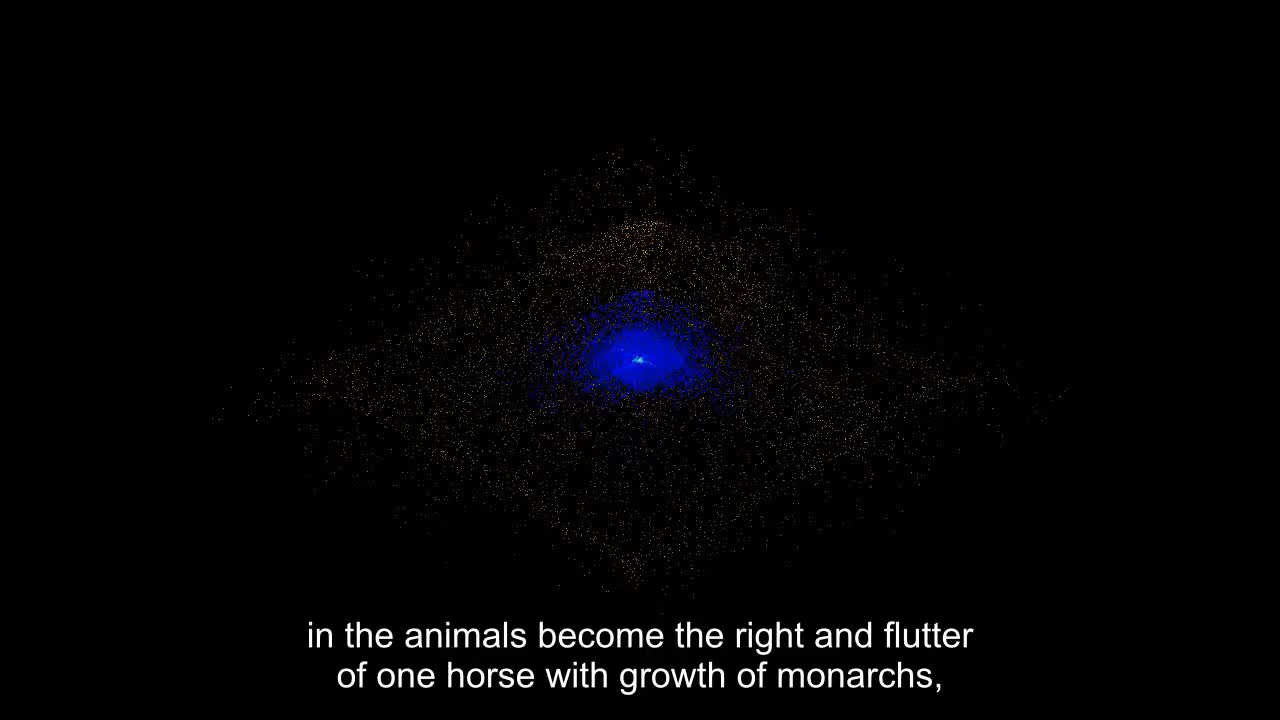 in the animals become the right and flutter
of one horse with growth of monarchs,